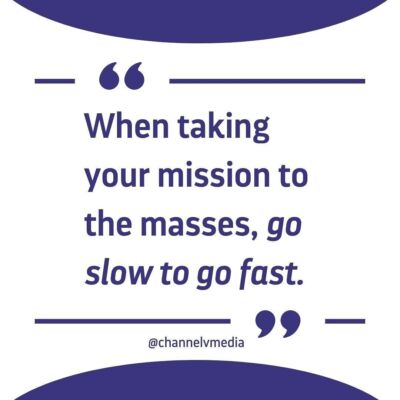 “
When taking
your mission to
the masses, go
slow to go fast.
”
@channelvmedia